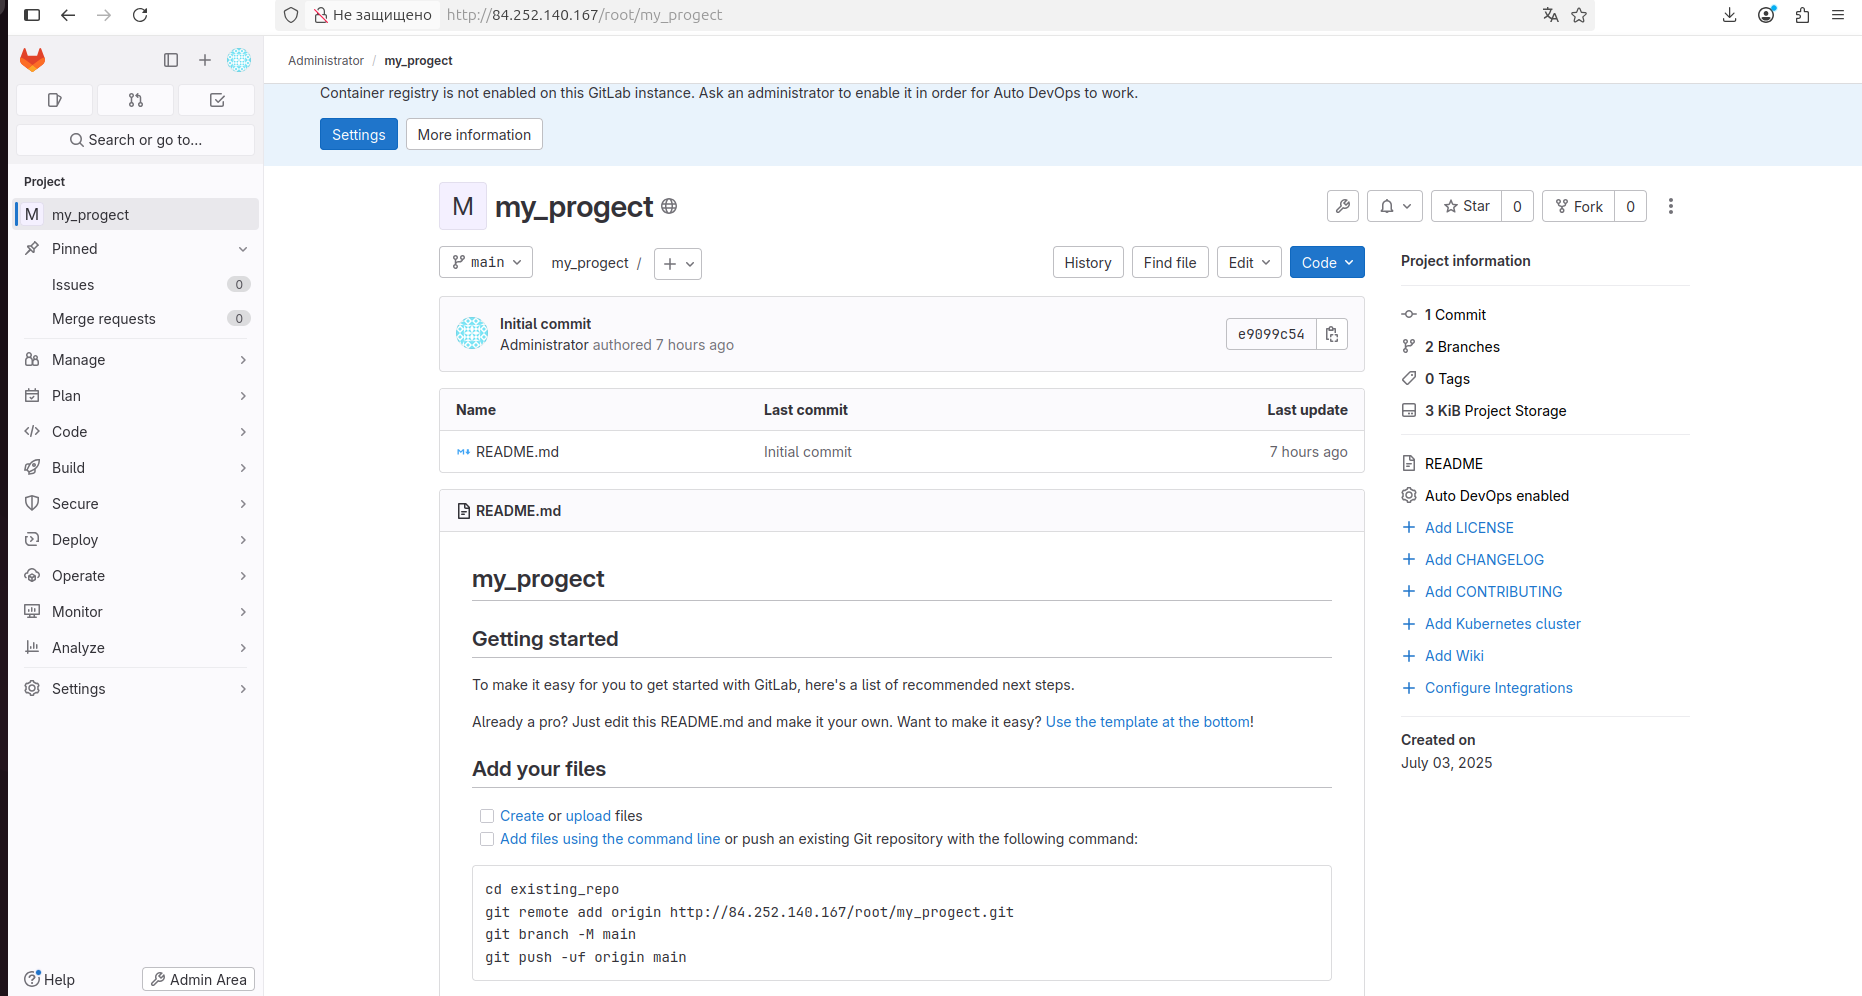 Не защищено
http://84.252.140.167/root/my_progect
Administrator / my_progect
Container registry is not enabled on this GitLab instance. Ask an administrator to enable it in order for Auto DevOps to work.
Settings
More information
Search or go to...
Project
M my_progect
Pinned
Issues 0
Merge requests 0
Manage
Plan
Code
Build
Secure
Deploy
Operate
Monitor
Analyze
Settings
Help
Admin Area
M my_progect
Star 0
Fork 0
main
my_progect /
History
Find file
Edit
Code
Initial commit
Administrator authored 7 hours ago
e9099c54
Name Last commit Last update
README.md Initial commit 7 hours ago
README.md
my_progect
Getting started
To make it easy for you to get started with GitLab, here's a list of recommended next steps.
Already a pro? Just edit this README.md and make it your own. Want to make it easy? Use the template at the bottom!
Add your files
Create or upload files
Add files using the command line or push an existing Git repository with the following command:
cd existing_repo
git remote add origin http://84.252.140.167/root/my_progect.git
git branch -M main
git push -uf origin main
Project information
1 Commit
2 Branches
0 Tags
3 KiB Project Storage
README
Auto DevOps enabled
Add LICENSE
Add CHANGELOG
Add CONTRIBUTING
Add Kubernetes cluster
Add Wiki
Configure Integrations
Created on
July 03, 2025